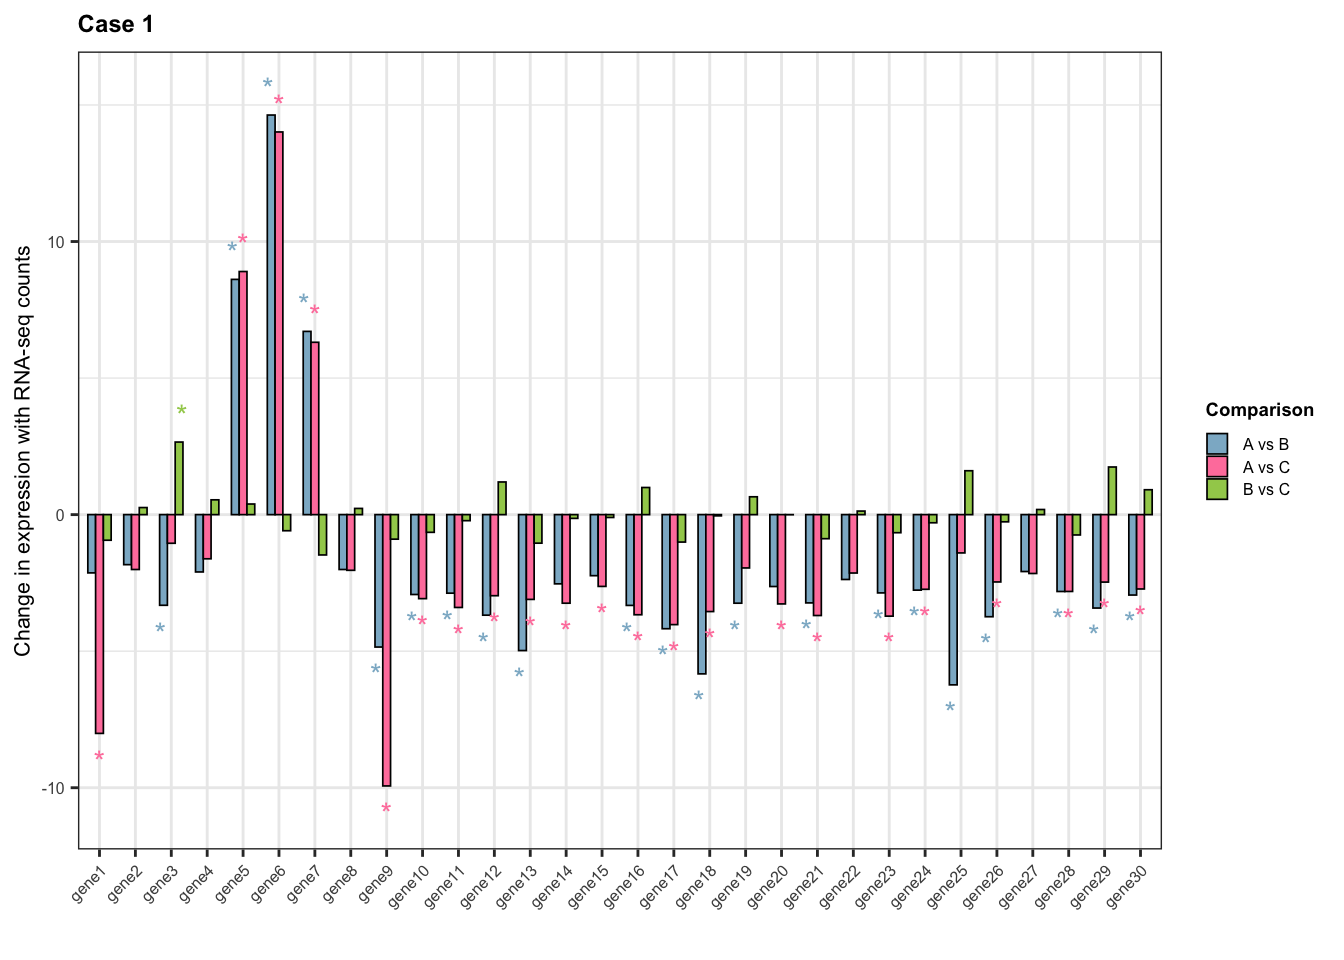 Case 1
Change in expression with RNA-seq counts
10
0
-10
* * * * * * * * * * * * * * * * * * * * * * * * * * * * * * * * * * * * * * * * * *
gene1 gene2 gene3 gene4 gene5 gene6 gene7 gene8 gene9 gene10 gene11 gene12 gene13 gene14 gene15 gene16 gene17 gene18 gene19 gene20 gene21 gene22 gene23 gene24 gene25 gene26 gene27 gene28 gene29 gene30
Comparison
A vs B
A vs C
B vs C